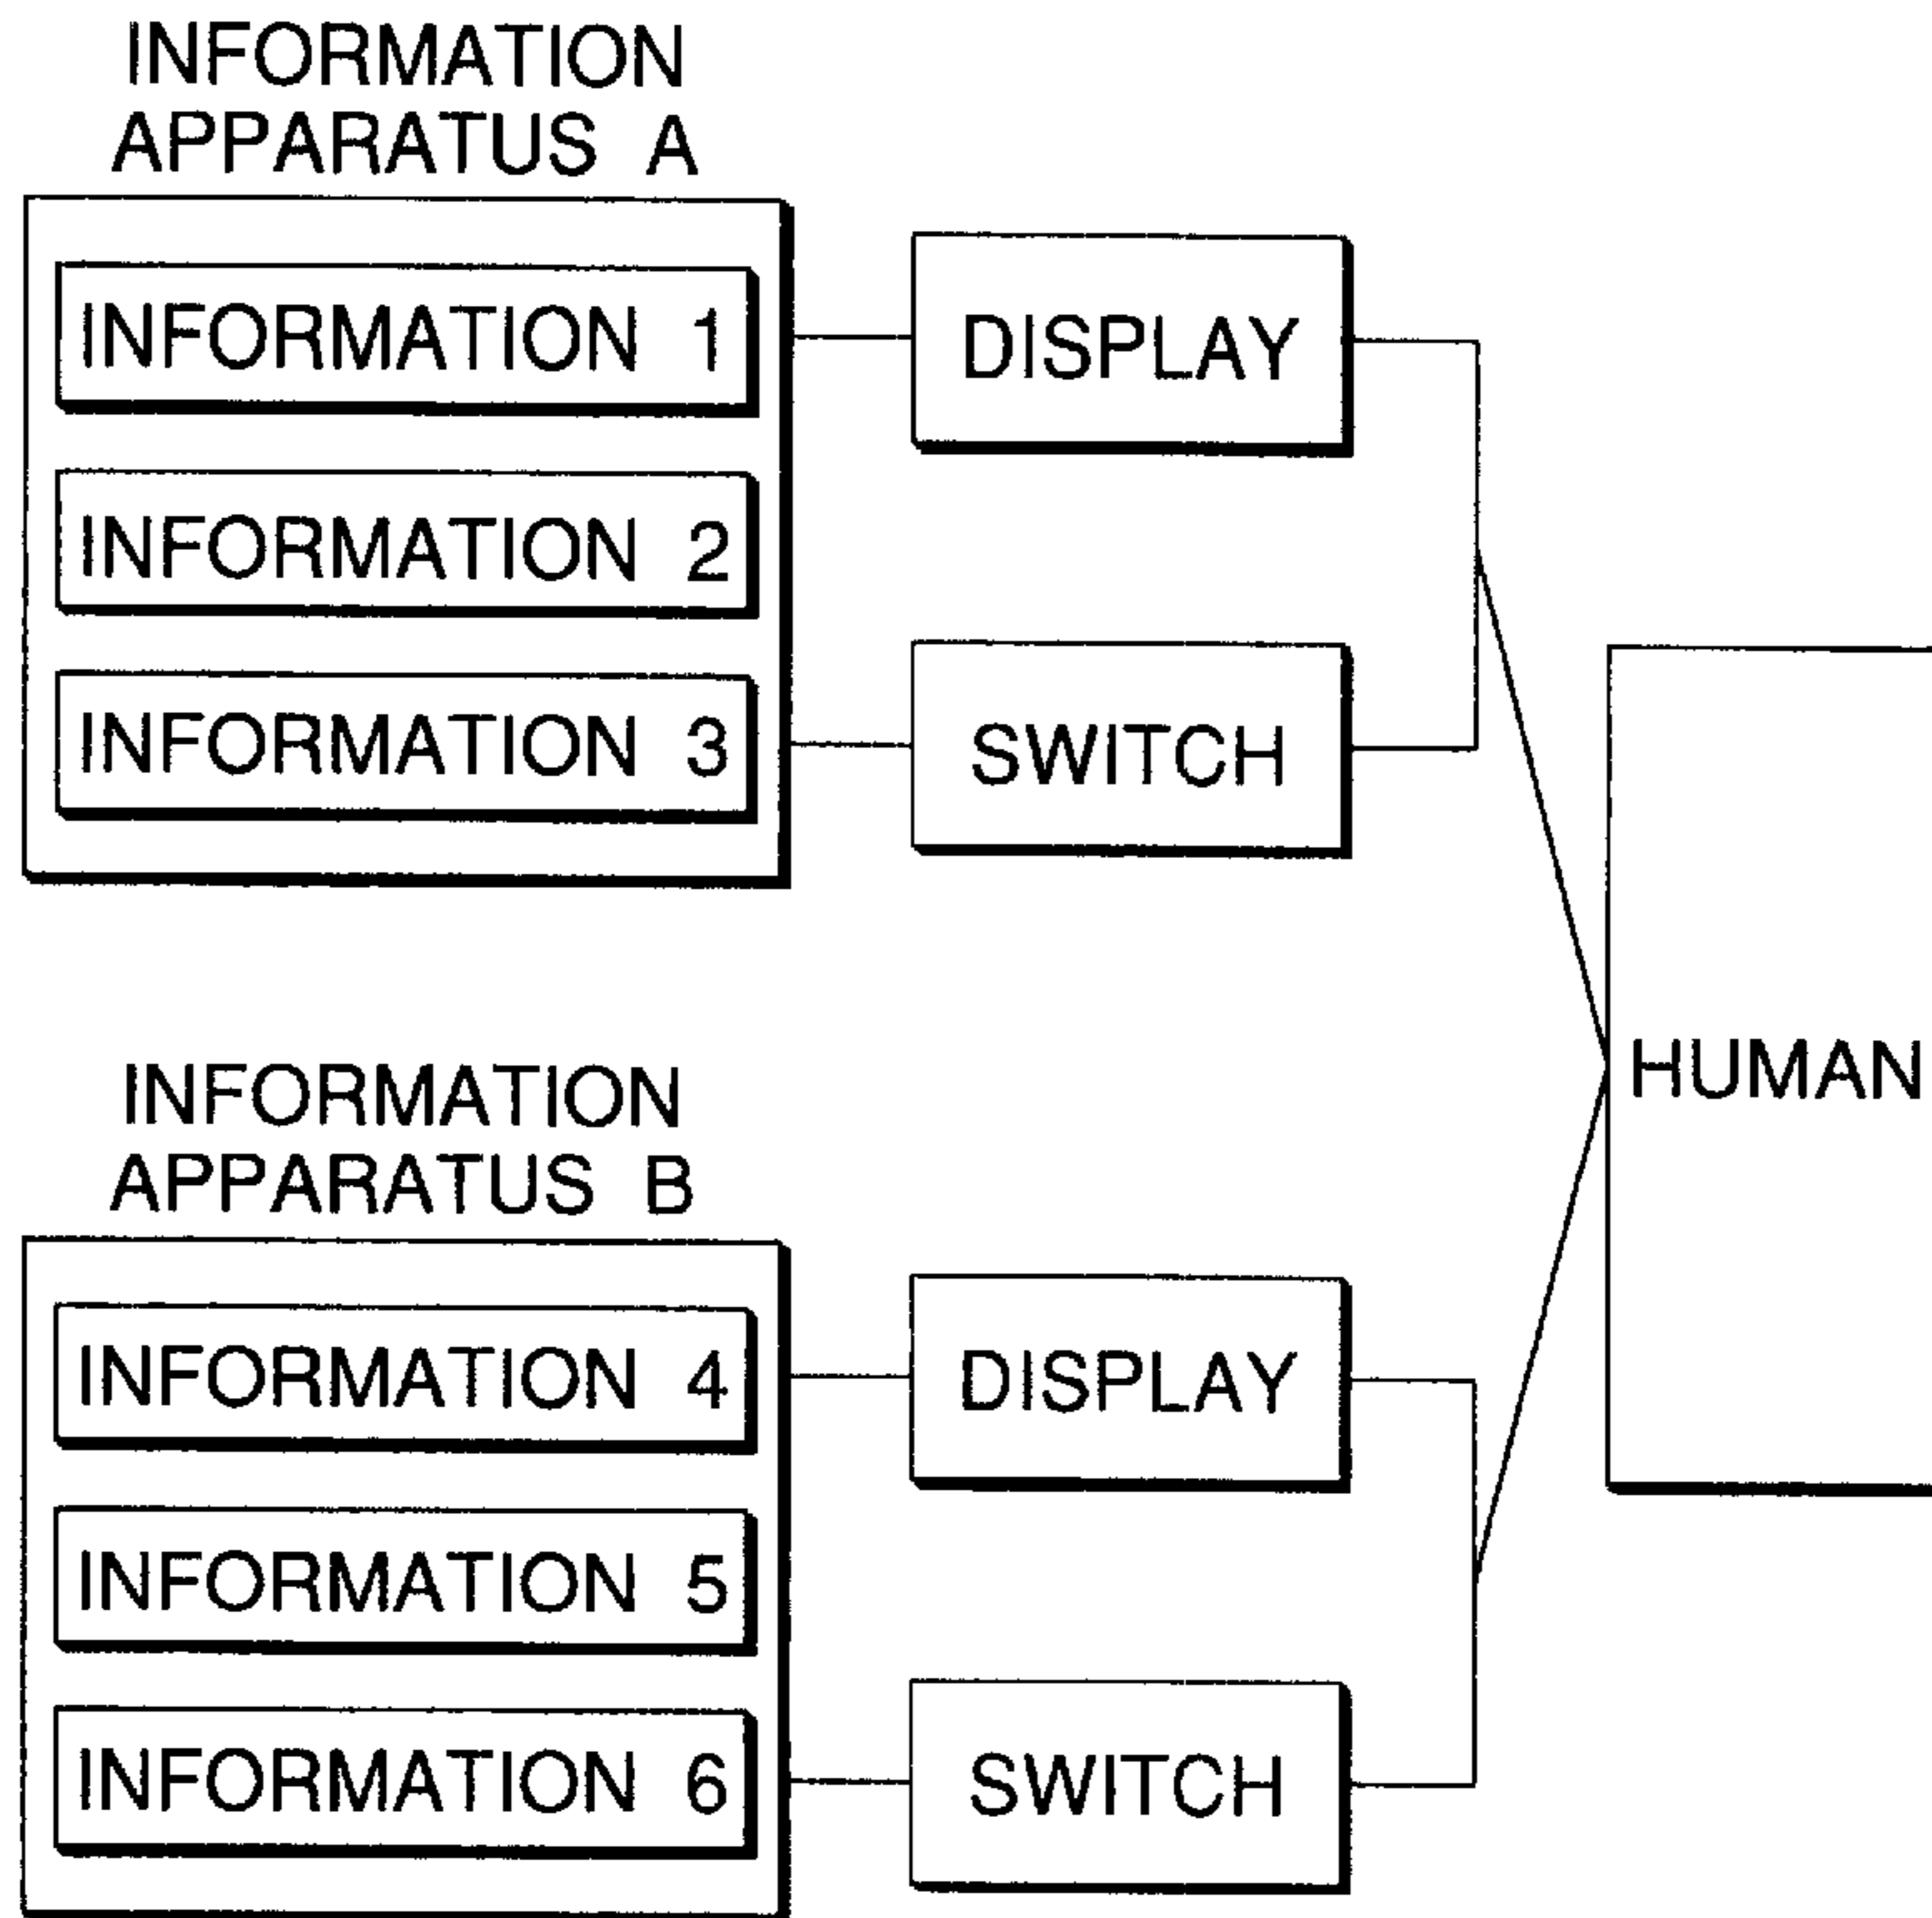 INFORMATION
APPARATUS A
INFORMATION 1
INFORMATION 2
INFORMATION 3
DISPLAY
SWITCH
HUMAN
INFORMATION
APPARATUS B
INFORMATION 4
INFORMATION 5
INFORMATION 6
DISPLAY
SWITCH